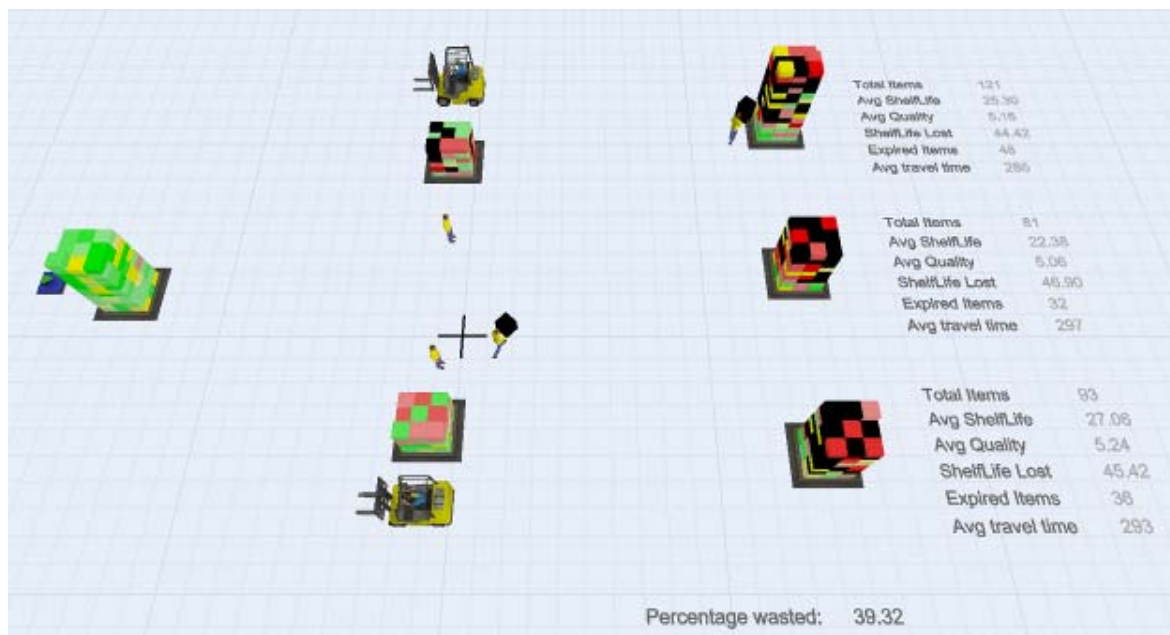 Total Items 121
Avg ShelfLife 25.30
Avg Quality 5.16
ShelfLife Lost 44.42
Expired Items 48
Avg travel time
Total Items 81
Avg ShelfLife 22.38
Avg Quality 5.06
ShelfLife Lost 46.90
Expired Items 32
Avg travel time 297
Total Items 93
Avg ShelfLife 27.06
Avg Quality 5.24
ShelfLife Lost 45.42
Expired Items 36
Avg travel time 293
Percentage wasted: 39.32